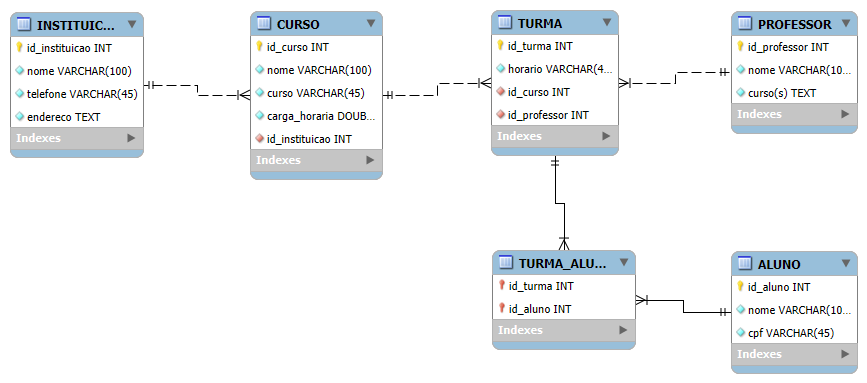 INSTITUIC...
id_instituicao INT
nome VARCHAR(100)
telefone VARCHAR(45)
endereco TEXT
Indexes
CURSO
id_curso INT
nome VARCHAR(100)
curso VARCHAR(45)
carga_horaria DOUB...
id_instituicao INT
Indexes
TURMA
id_turma INT
horario VARCHAR(4...
id_curso INT
id_professor INT
Indexes
PROFESSOR
id_professor INT
nome VARCHAR(10...
curso(s) TEXT
Indexes
TURMA_ALU...
id_turma INT
id_aluno INT
Indexes
ALUNO
id_aluno INT
nome VARCHAR(10...
cpf VARCHAR(45)
Indexes